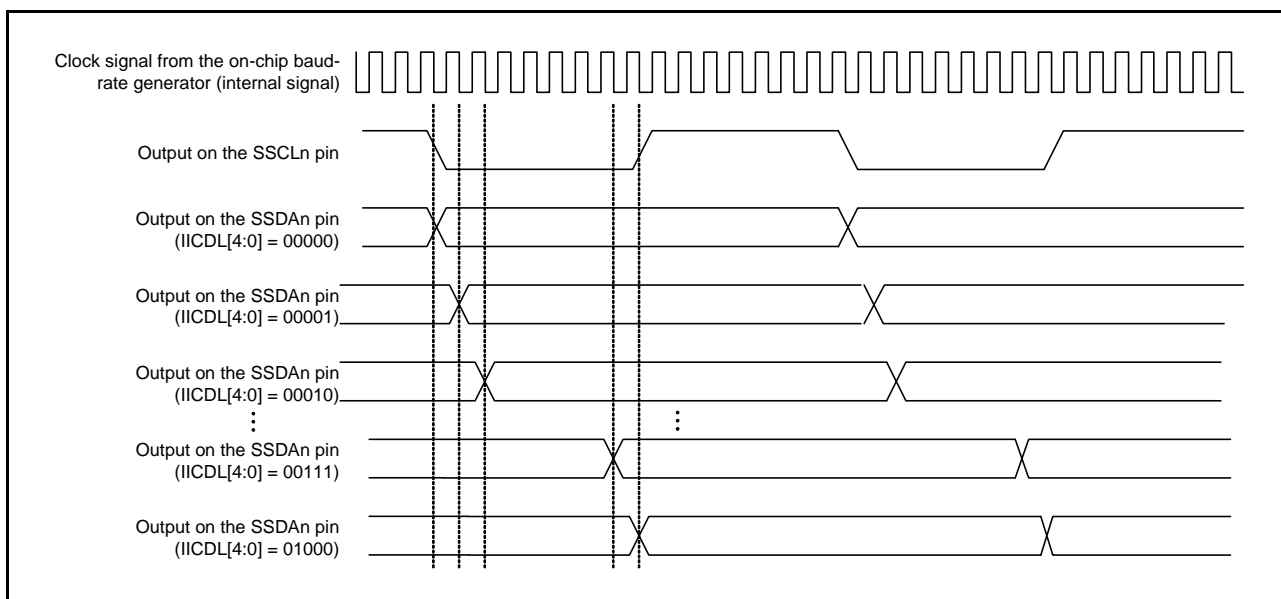 Clock signal from the on-chip baud-
rate generator (internal signal)
Output on the SSCLn pin
Output on the SSDAn pin
(IICDL[4:0] = 00000)
Output on the SSDAn pin
(IICDL[4:0] = 00001)
Output on the SSDAn pin
(IICDL[4:0] = 00010)
Output on the SSDAn pin
(IICDL[4:0] = 00111)
Output on the SSDAn pin
(IICDL[4:0] = 01000)